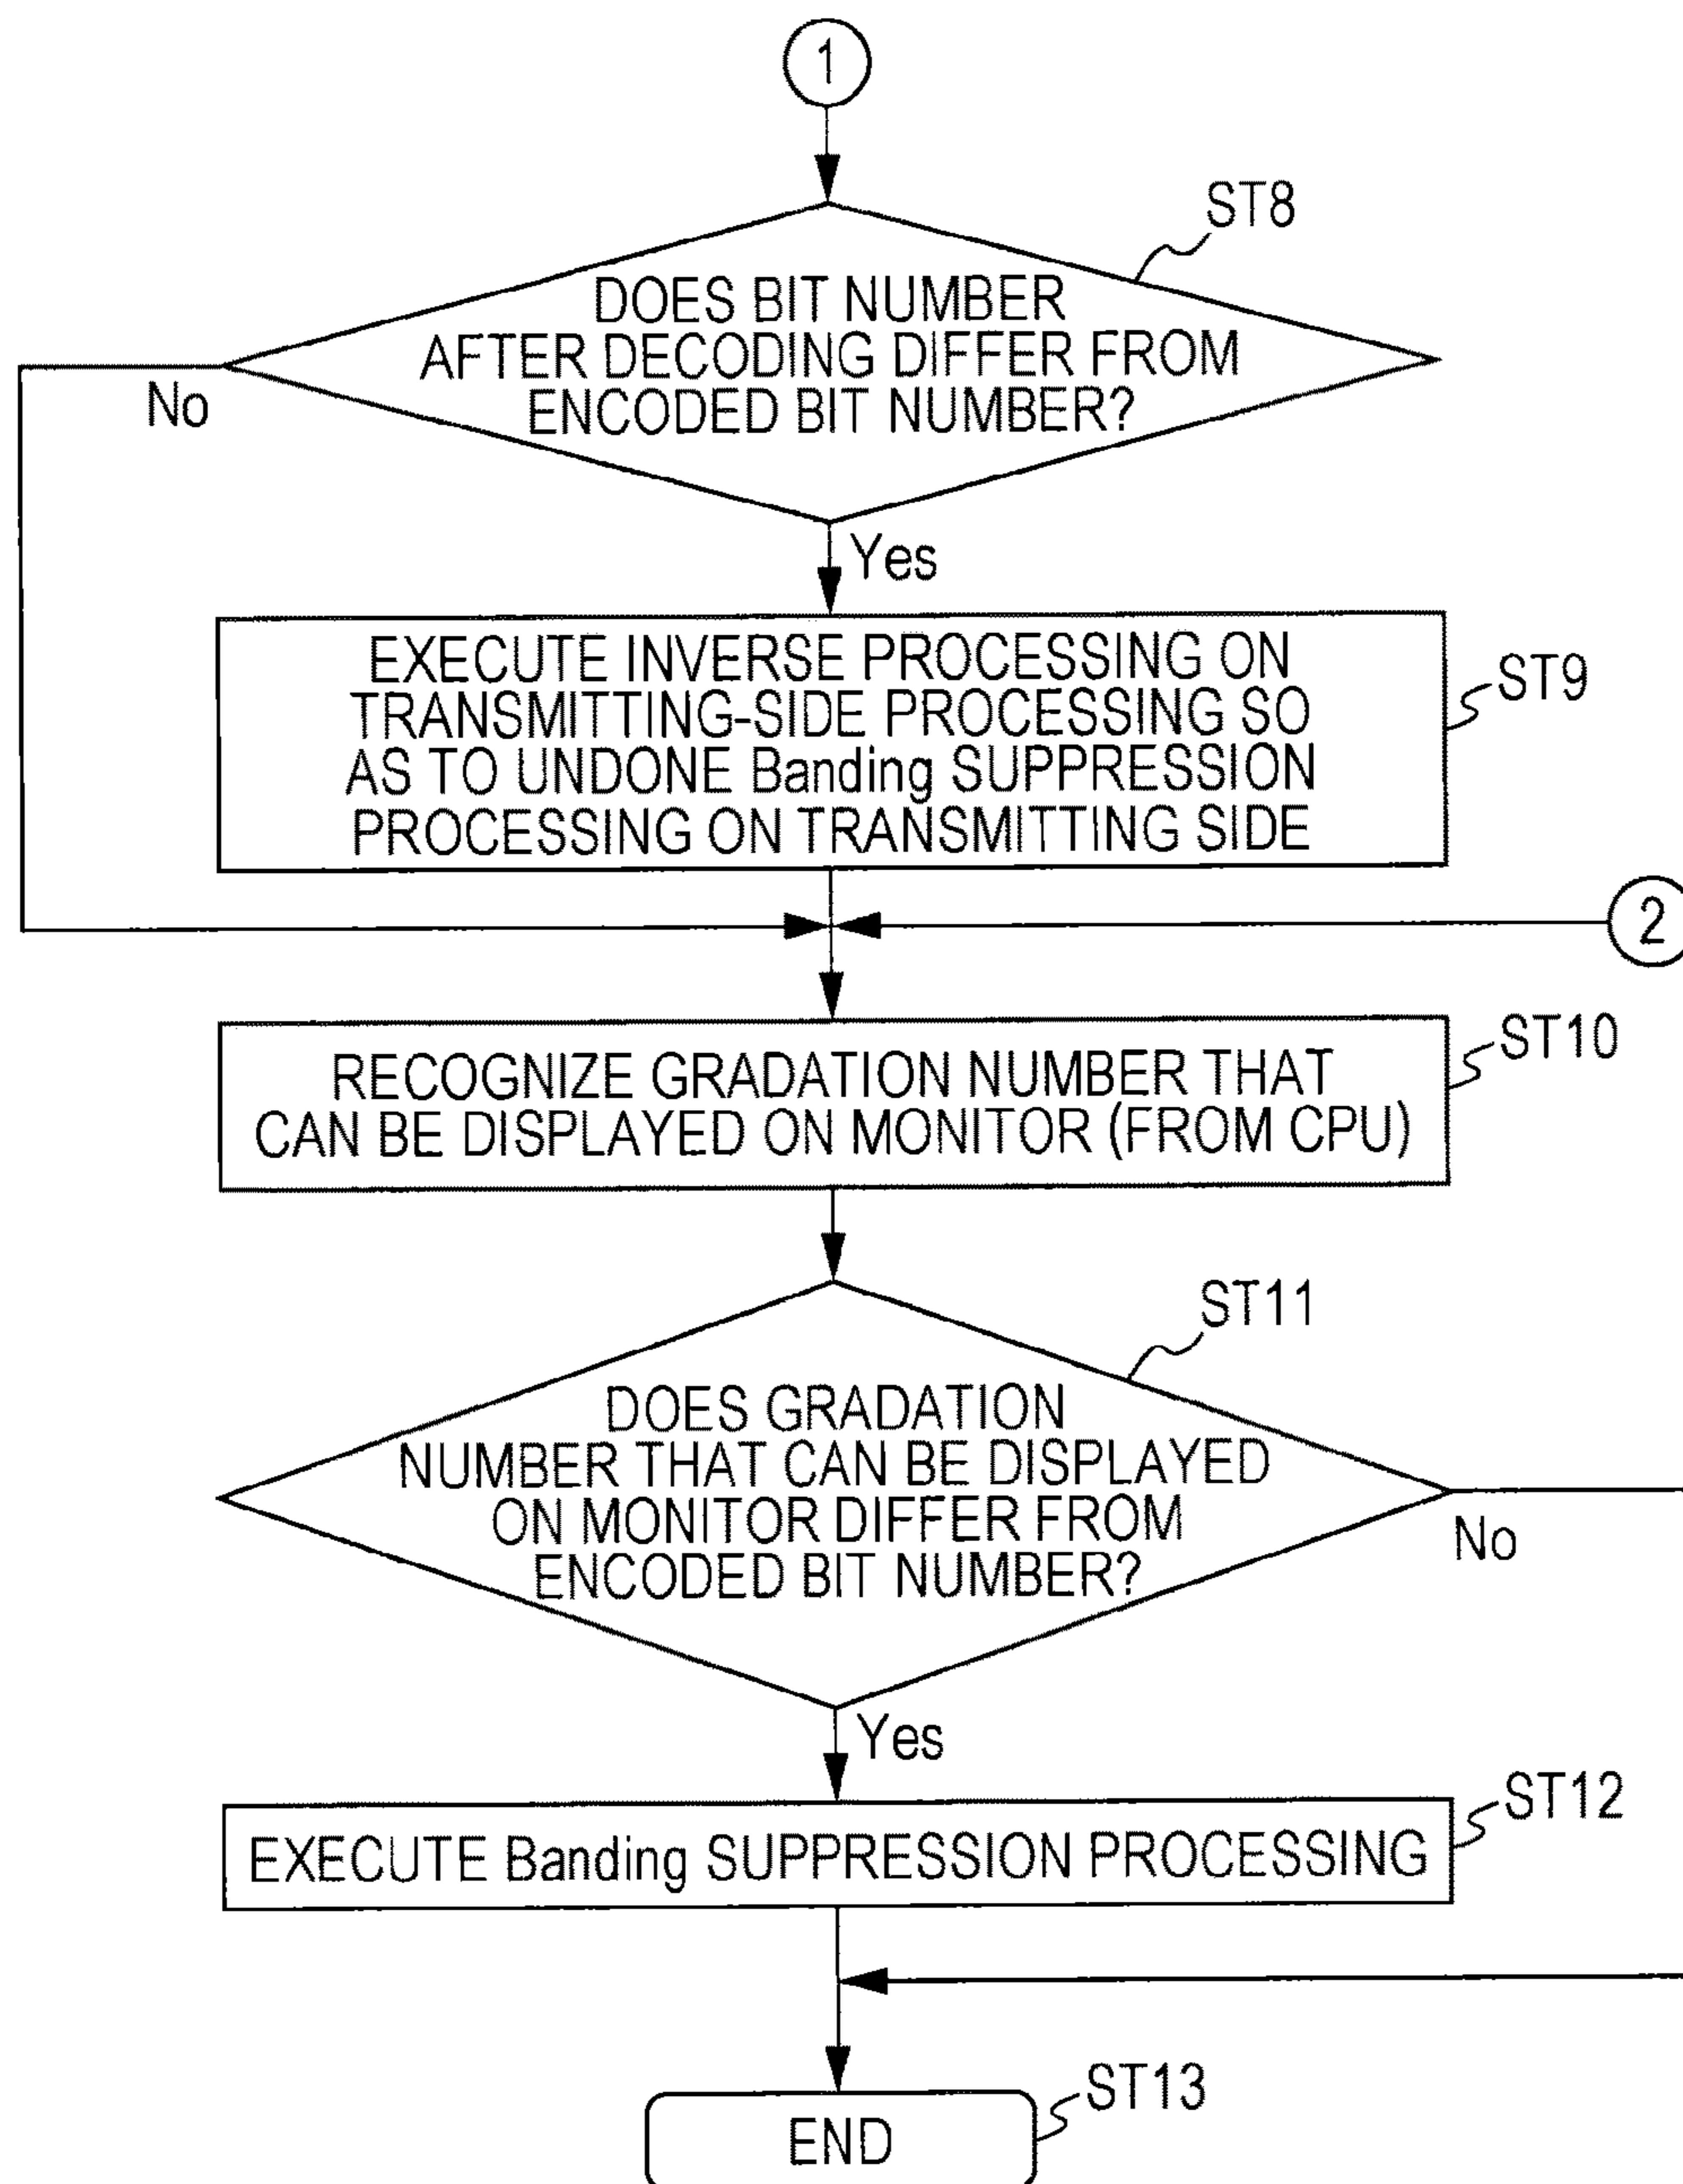 1
ST8
DOES BIT NUMBER
AFTER DECODING DIFFER FROM
ENCODED BIT NUMBER?
No
Yes
EXECUTE INVERSE PROCESSING ON
TRANSMITTING-SIDE PROCESSING SO
AS TO UNDONE Banding SUPPRESSION
PROCESSING ON TRANSMITTING SIDE
ST9
2
RECOGNIZE GRADATION NUMBER THAT
CAN BE DISPLAYED ON MONITOR (FROM CPU)
ST10
ST11
DOES GRADATION
NUMBER THAT CAN BE DISPLAYED
ON MONITOR DIFFER FROM
ENCODED BIT NUMBER?
No
Yes
ST12
EXECUTE Banding SUPPRESSION PROCESSING
ST13
END